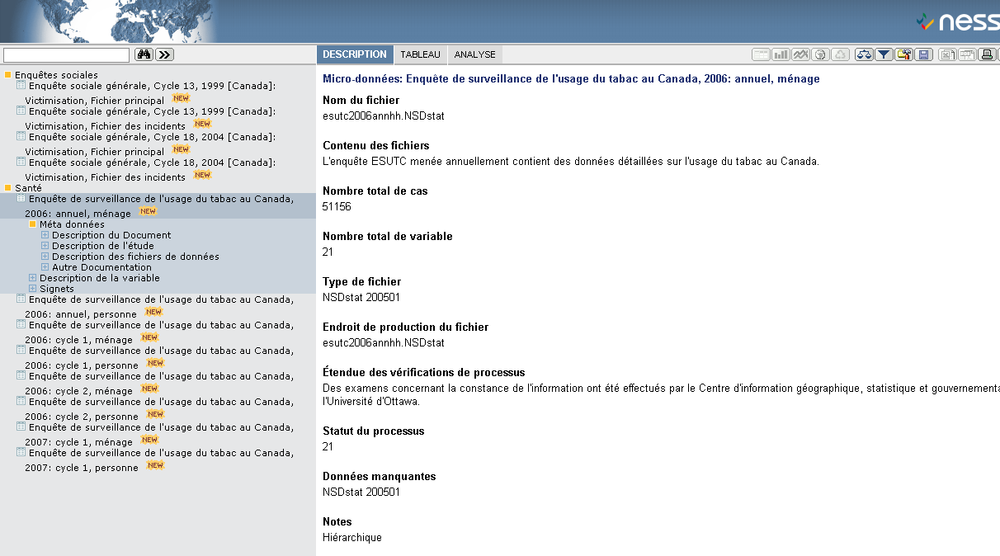 ness
DESCRIPTION TABLEAU ANALYSE
Enquêtes sociales
Enquête sociale générale, Cycle 13, 1999 [Canada]:
Victimisation, Fichier principal NEW
Enquête sociale générale, Cycle 13, 1999 [Canada]:
Victimisation, Fichier des incidents NEW
Enquête sociale générale, Cycle 18, 2004 [Canada]:
Victimisation, Fichier principal NEW
Enquête sociale générale, Cycle 18, 2004 [Canada]:
Victimisation, Fichier des incidents NEW
Santé
Enquête de surveillance de l'usage du tabac au Canada,
2006: annuel, ménage NEW
Méta données
Description du Document
Description de l'étude
Description des fichiers de données
Autre Documentation
Description de la variable
Signets
Enquête de surveillance de l'usage du tabac au Canada,
2006: annuel, personne NEW
Enquête de surveillance de l'usage du tabac au Canada,
2006: cycle 1, ménage NEW
Enquête de surveillance de l'usage du tabac au Canada,
2006: cycle 1, personne NEW
Enquête de surveillance de l'usage du tabac au Canada,
2006: cycle 2, ménage NEW
Enquête de surveillance de l'usage du tabac au Canada,
2006: cycle 2, personne NEW
Enquête de surveillance de l'usage du tabac au Canada,
2007: cycle 1, ménage NEW
Enquête de surveillance de l'usage du tabac au Canada,
2007: cycle 1, personne NEW
Micro-données: Enquète de surveillance de l'usage du tabac au Canada, 2006: annuel, ménage
Nom du fichier
esutc2006annhh.NSDstat
Contenu des fichiers
L'enquête ESUTC menée annuellement contient des données détaillées sur l'usage du tabac au Canada.
Nombre total de cas
51156
Nombre total de variable
21
Type de fichier
NSDstat 200501
Endroit de production du fichier
esutc2006annhh.NSDstat
Étendue des vérifications de processus
Des examens concernant la constance de l'information ont été effectués par le Centre d'information géographique, statistique et gouvernementa
l'Université d'Ottawa.
Statut du processus
21
Données manquantes
NSDstat 200501
Notes
Hiérarchique